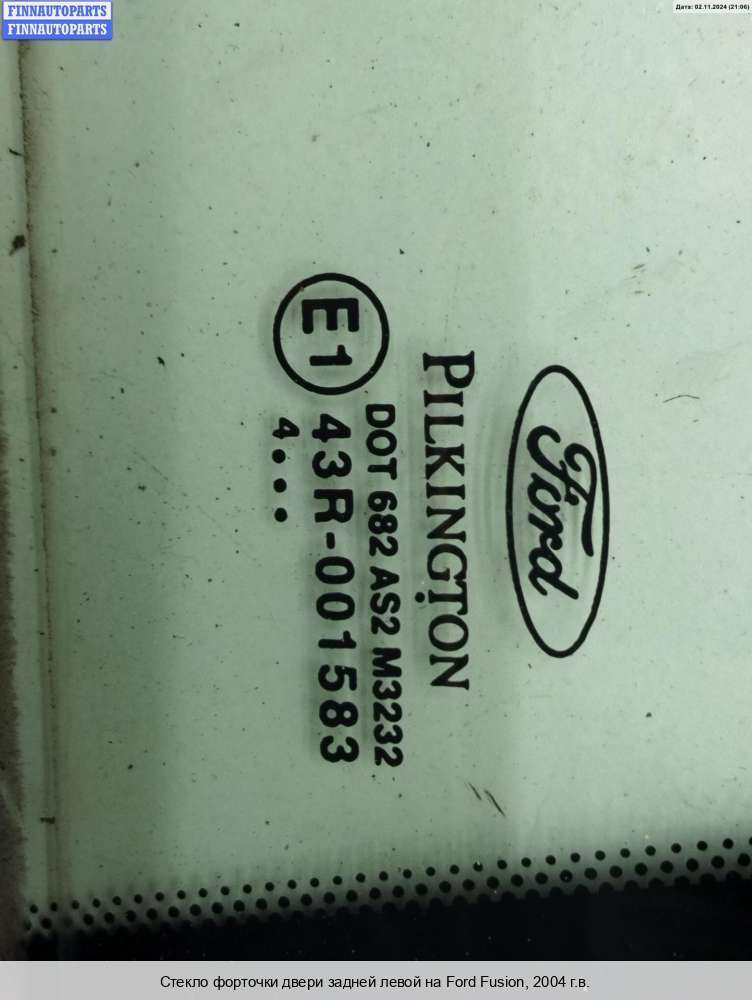 FINNAUTOPARTS
FINNAUTOPARTS
Дата: 02.11.2024 (21:06)
Ford
PILKINGTON
DOT 682 AS2 M3232
E1 43R-001583
4...
Стекло форточки двери задней левой на Ford Fusion, 2004 г.в.